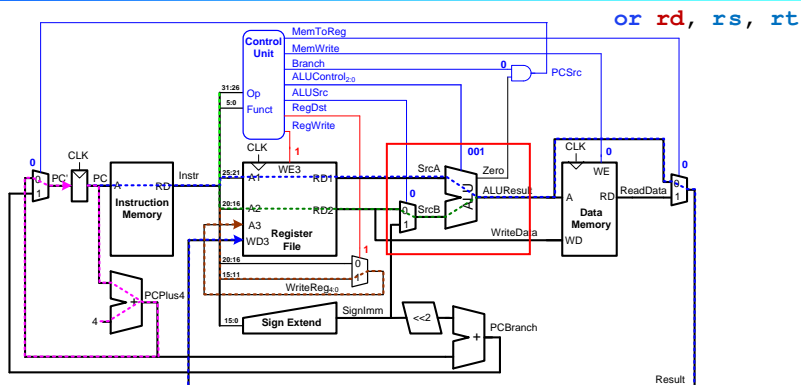 or rd, rs, rt
MemToReg
Control
Unit
MemWrite
Branch
0
PCSrc
ALUControl2:0
31:26
Op
ALUSrc
5:0
Funct
RegDst
RegWrite
CLK
1
001
0
CLK
0
0
0
CLK
WE3
SrcA
Zero
WE
PC'
PC
A
RD
Instr
25:21
A1
RD1
0
ALU
ALUResult
A
RD
ReadData
0
1
0
1
Instruction
Memory
20:16
A2
RD2
0
SrcB
1
Data
Memory
A3
WriteData
WD3
Register
File
WD
1
20:16
0
15:11
1
PCPlus4
WriteReg4:0
+
4
SignImm
15:0
Sign Extend
<<2
+
PCBranch
Result